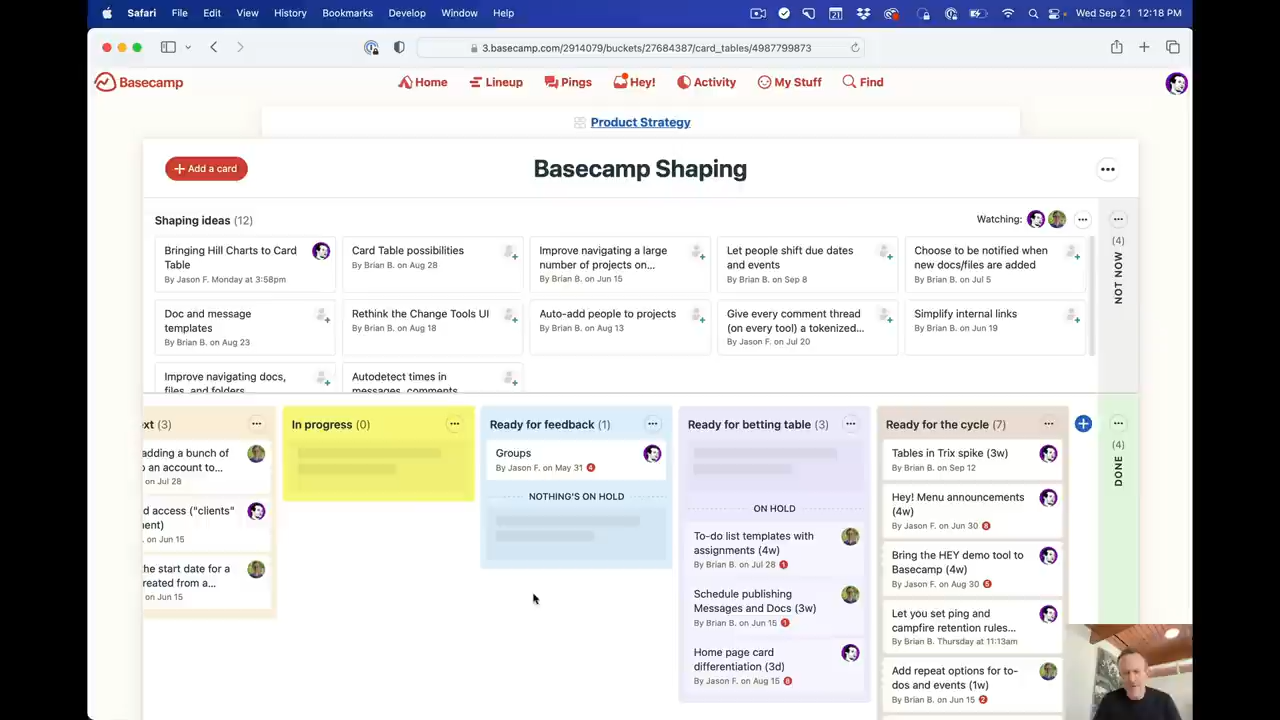 Safari File Edit View History Bookmarks Develop Window Help
21
Wed Sep 21 12:18 PM
3.basecamp.com/2914079/buckets/27684387/card_tables/4987799873
Basecamp
Home Lineup Pings Hey! Activity My Stuff Find
Product Strategy
+ Add a card
Basecamp Shaping
Shaping ideas (12)
Watching:
Bringing Hill Charts to Card
Table
By Jason F. Monday at 3:58pm
Card Table possibilities
By Brian B. on Aug 28
Improve navigating a large
number of projects on...
By Brian B. on Jun 15
Let people shift due dates
and events
By Brian B. on Sep 8
Choose to be notified when
new docs/files are added
By Brian B. on Jul 5
Doc and message
templates
By Brian B. on Aug 23
Rethink the Change Tools UI
By Brian B. on Aug 18
Auto-add people to projects
By Brian B. on Aug 13
Give every comment thread
(on every tool) a tokenized...
By Jason F. on Jul 20
Simplify internal links
By Brian B. on Jun 19
Improve navigating docs,
files, and folders
Autodetect times in
messages, comments
(4)
NOT NOW
ext (3)
adding a bunch of
o an account to...
on Jul 28
d access ("clients"
ent)
. on Jun 15
the start date for a
reated from a...
on Jun 15
In progress (0)
Ready for feedback (1)
Groups
By Jason F. on May 31 4
NOTHING'S ON HOLD
Ready for betting table (3)
ON HOLD
To-do list templates with
assignments (4w)
By Brian B. on Jul 28 1
Schedule publishing
Messages and Docs (3w)
By Brian B. on Jun 15 1
Home page card
differentiation (3d)
By Jason F. on Aug 15 8
Ready for the cycle (7)
Tables in Trix spike (3w)
By Brian B. on Sep 12
Hey! Menu announcements
(4w)
By Jason F. on Jun 30 8
Bring the HEY demo tool to
Basecamp (4w)
By Jason F. on Aug 30 5
Let you set ping and
campfire retention rules...
By Brian B. Thursday at 11:13am
Add repeat options for to-
dos and events (1w)
By Brian B. on Jun 15 2
(4)
DONE